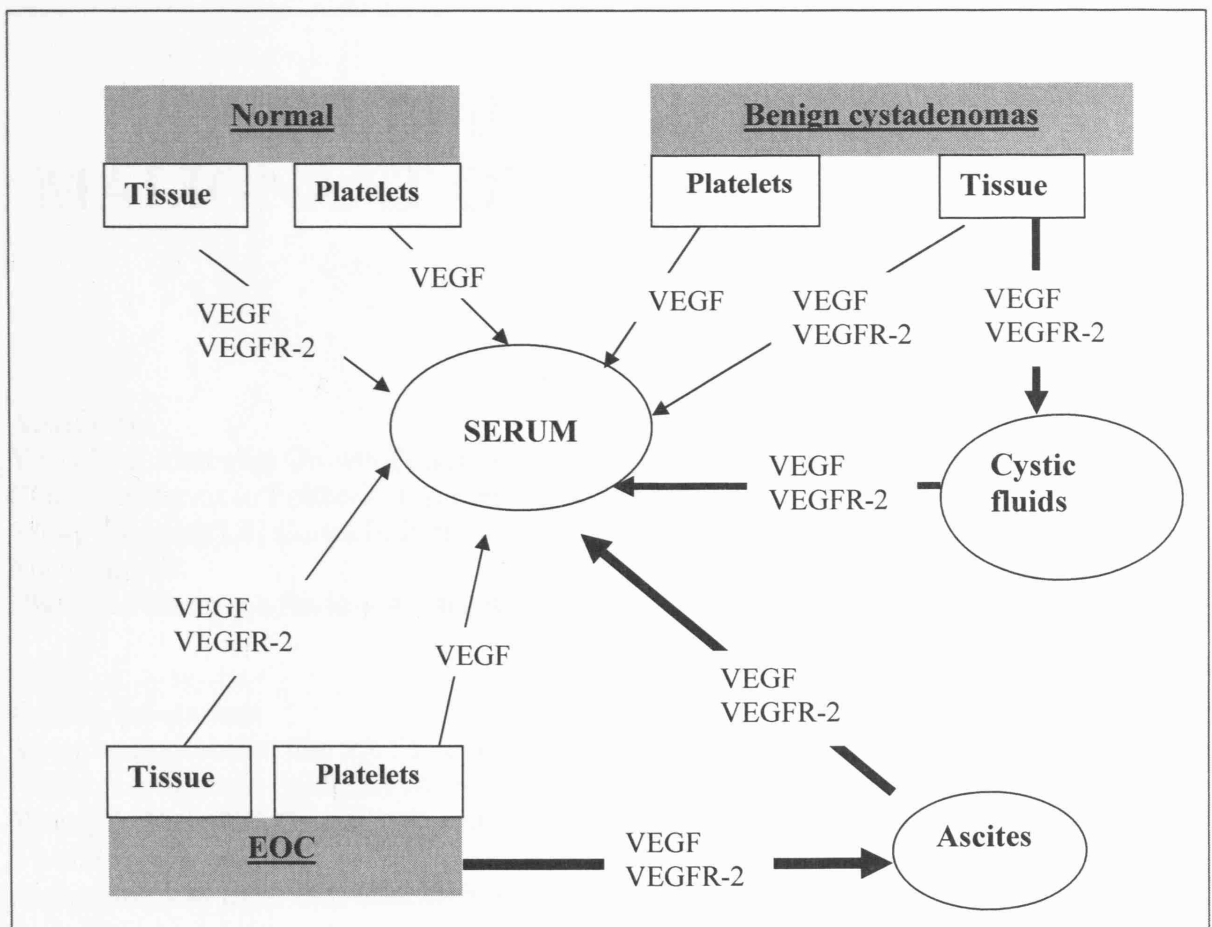 Normal
Benign cystadenomas
Tissue
Platelets
Platelets
Tissue
VEGF
VEGFR-2
VEGF
VEGF
VEGF
VEGFR-2
VEGF
VEGFR-2
SERUM
Cystic
fluids
VEGF
VEGFR-2
VEGF
VEGFR-2
VEGF
VEGF
VEGFR-2
Tissue
Platelets
EOC
VEGF
VEGFR-2
Ascites